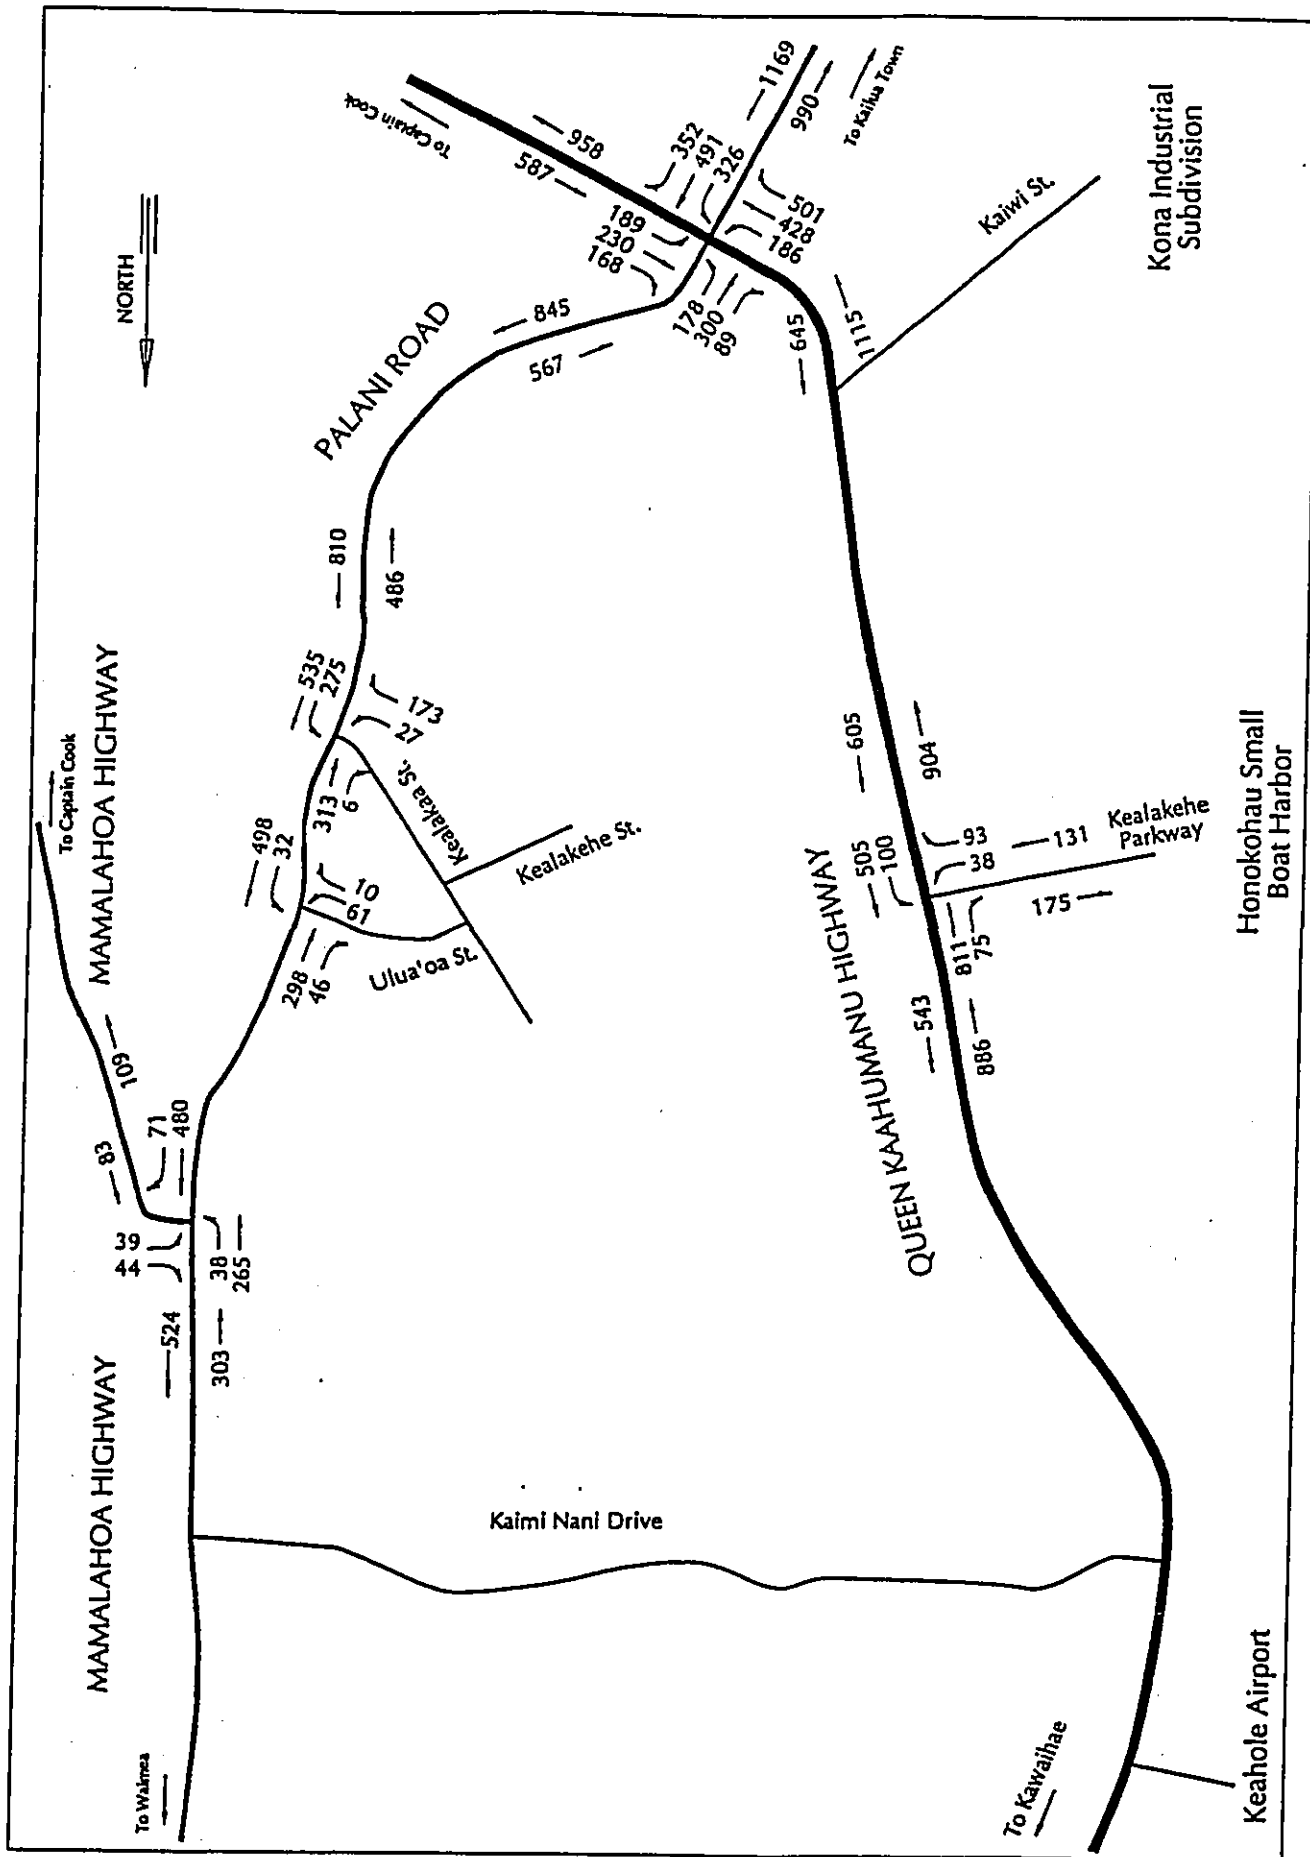 NORTH
To Captain Cook
587
958
1169
990
To Kailua Town
352
491
326
189
230
168
501
428
186
178
300
89
645
1115
Kaiwi St.
Kona Industrial
Subdivision
PALANI ROAD
845
567
810
486
MAMALAHOA HIGHWAY
To Captain Cook
535
275
173
27
313
6
Kealakaa St.
Kealakehe St.
498
32
10
61
298
46
Ulua'oa St.
109
83
71
480
39
44
38
265
524
303
MAMALAHOA HIGHWAY
To Waimea
QUEEN KAAHUMANU HIGHWAY
605
904
505
100
93
38
131
Kealakehe
Parkway
175
811
75
543
886
Honokohau Small
Boat Harbor
Kaimi Nani Drive
To Kawaihae
Keahole Airport